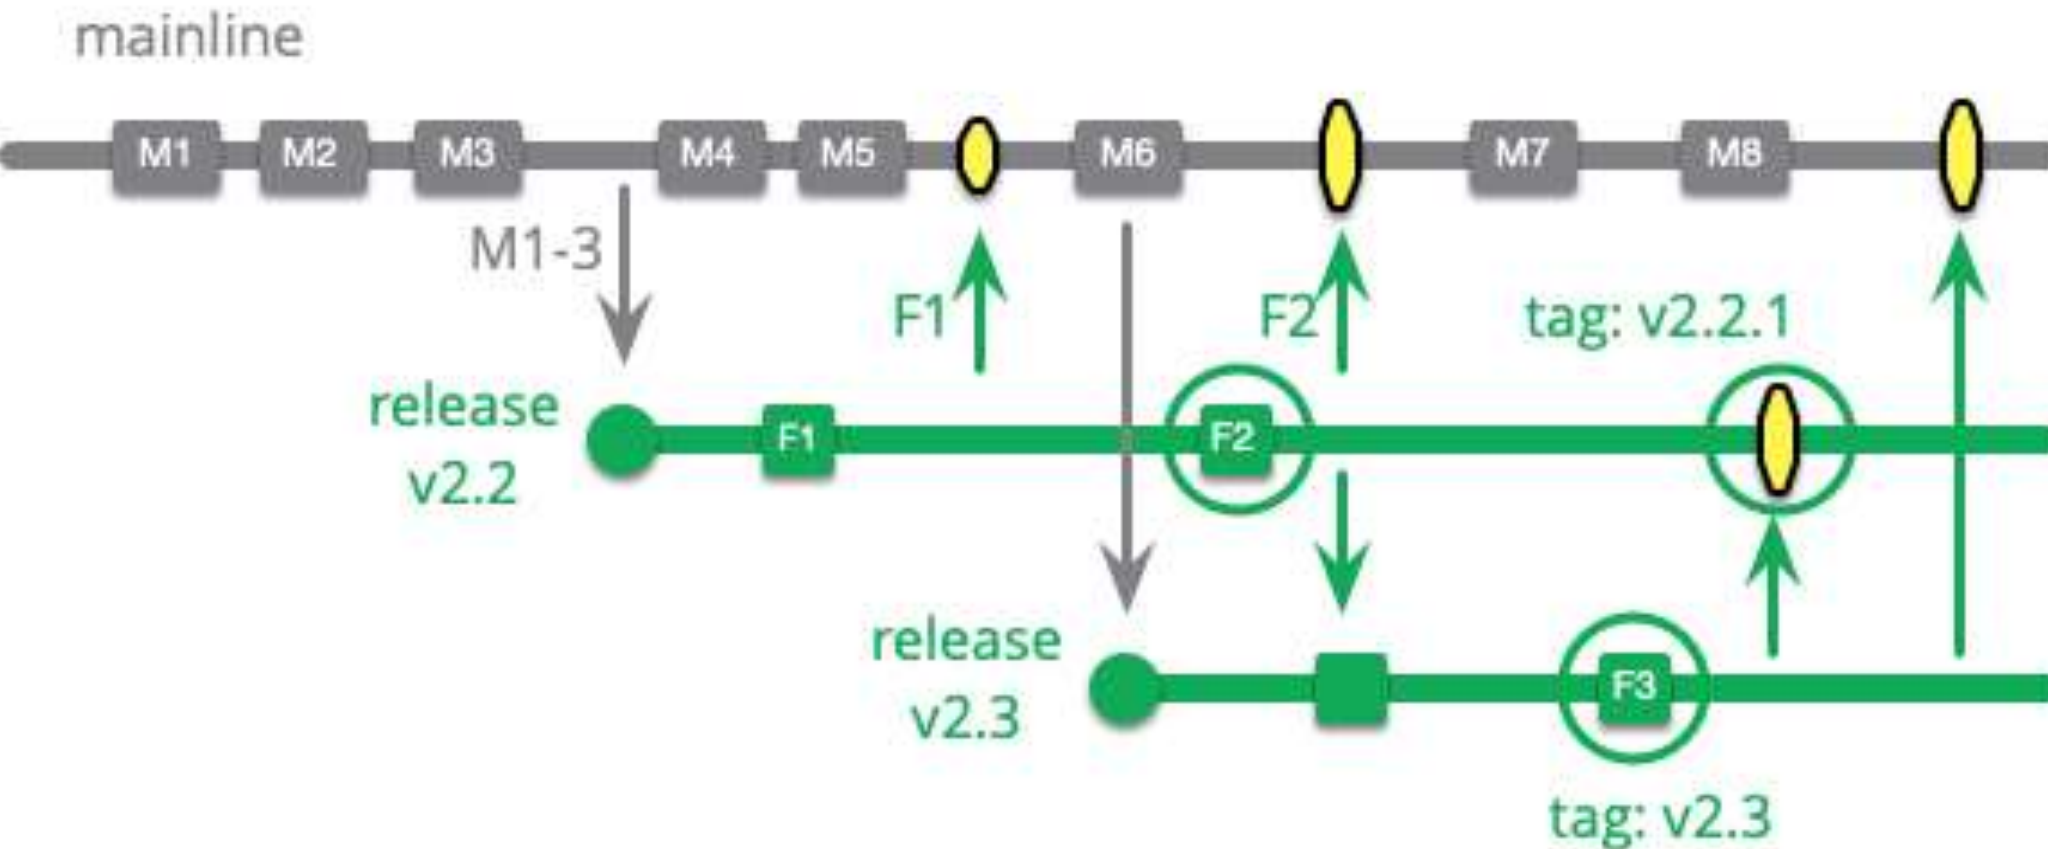 mainline
M1 M2 M3 M4 M5 M6 M7 M8
M1-3
F1 F2 tag: v2.2.1
release
v2.2
F1 F2
release
v2.3
F3
tag: v2.3